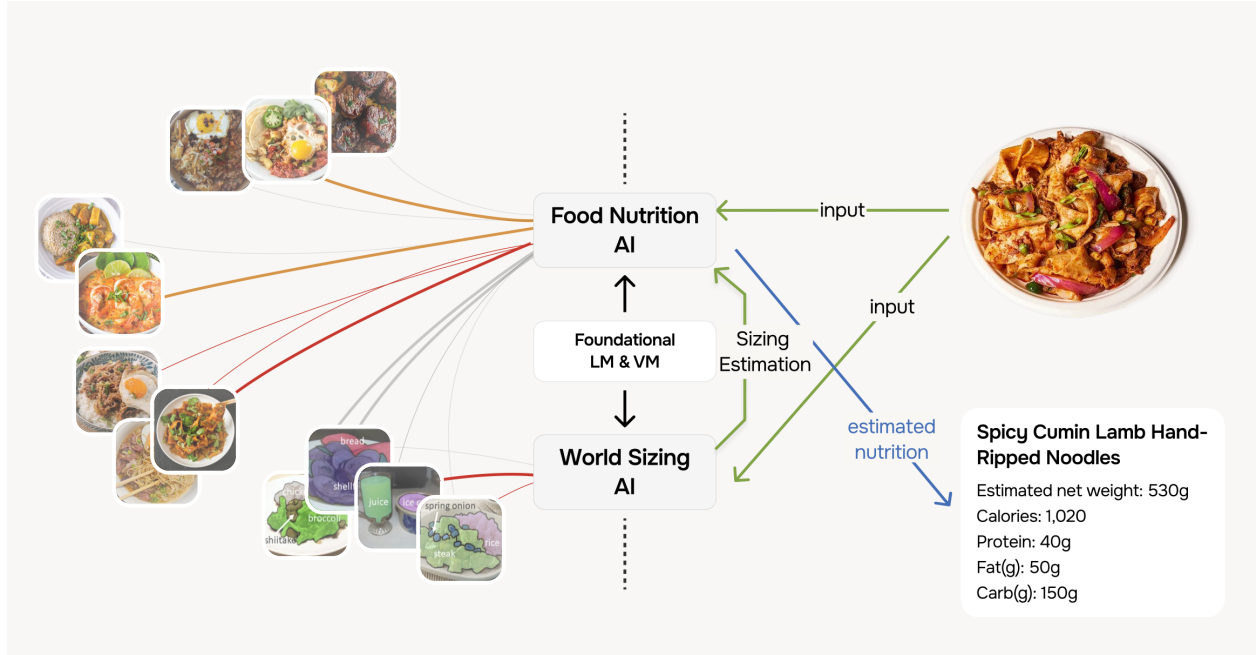 Food Nutrition
AI
input
input
Foundational
LM & VM
Sizing
Estimation
estimated
nutrition
World Sizing
AI
Spicy Cumin Lamb Hand-
Ripped Noodles
Estimated net weight: 530g
Calories: 1,020
Protein: 40g
Fat(g): 50g
Carb(g): 150g
bread
juice
broccoli
shiitake
spring onion
rice
steak